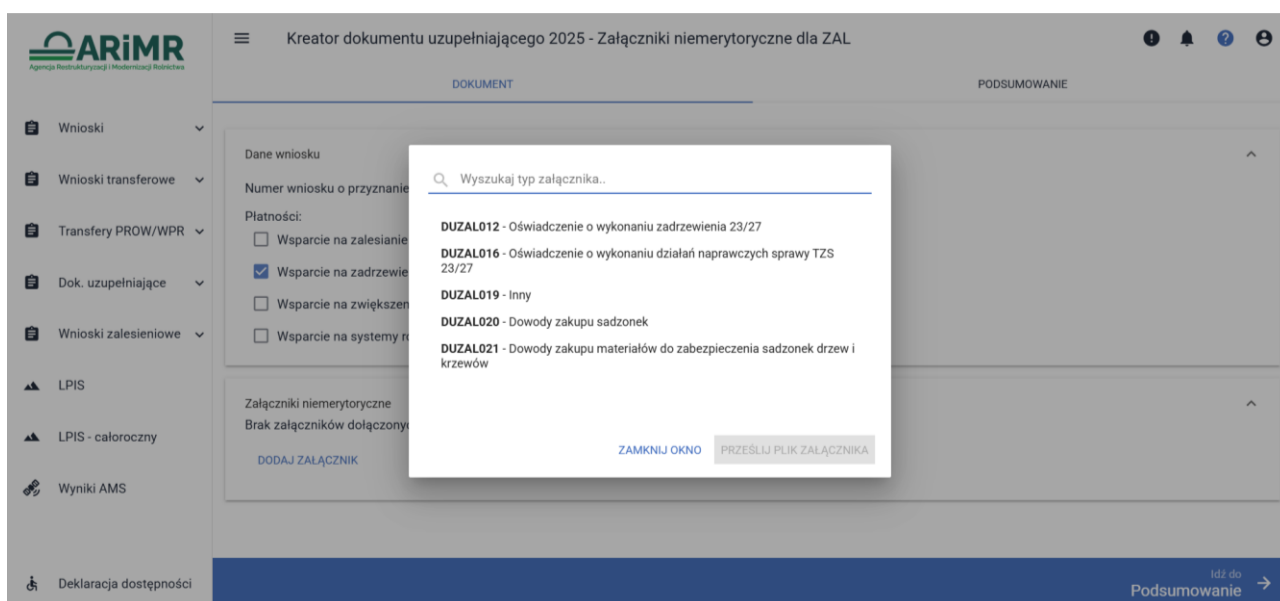 ARiMR
Agencja Restrukturyzacji i Modernizacji Rolnictwa
Kreator dokumentu uzupełniającego 2025 - Załączniki niemerytoryczne dla ZAL
DOKUMENT
PODSUMOWANIE
Wnioski
Wnioski transferowe
Transfery PROW/WPR
Dok. uzupełniające
Wnioski zalesieniowe
LPIS
LPIS - całoroczny
Wyniki AMS
Deklaracja dostępności
Dane wniosku
Numer wniosku o przyznanie
Płatności:
Wsparcie na zalesianie
Wsparcie na zadrzewie
Wsparcie na zwiększen
Wsparcie na systemy ro
Załączniki niemerytoryczne
Brak załączników dołączony
DODAJ ZAŁĄCZNIK
Wyszukaj typ załącznika..
DUZAL012 - Oświadczenie o wykonaniu zadrzewienia 23/27
DUZAL016 - Oświadczenie o wykonaniu działań naprawczych sprawy TZS
23/27
DUZAL019 - Inny
DUZAL020 - Dowody zakupu sadzonek
DUZAL021 - Dowody zakupu materiałów do zabezpieczenia sadzonek drzew i
krzewów
ZAMKNIJ OKNO
PRZEŚLIJ PLIK ZAŁĄCZNIKA
Idź do
Podsumowanie